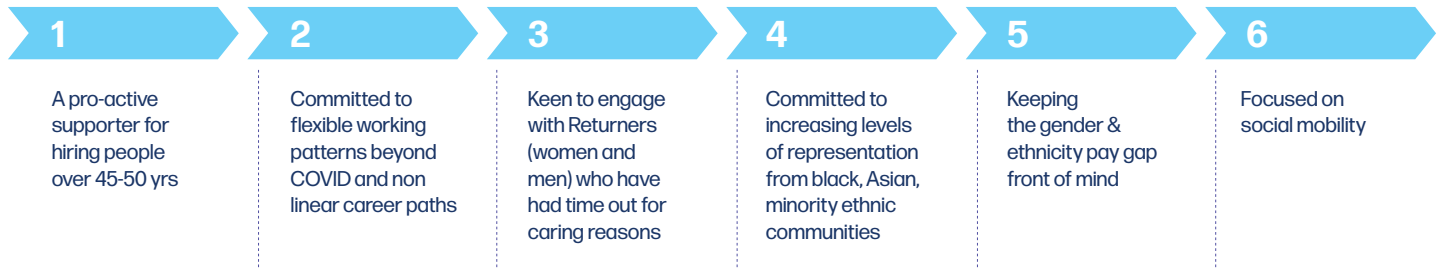 1
A pro-active
supporter for
hiring people
over 45-50 yrs
2
Committed to
flexible working
patterns beyond
COVID and non
linear career paths
3
Keen to engage
with Returners
(women and
men) who have
had time out for
caring reasons
4
Committed to
increasing levels
of representation
from black, Asian,
minority ethnic
communities
5
Keeping
the gender &
ethnicity pay gap
front of mind
6
Focused on
social mobility